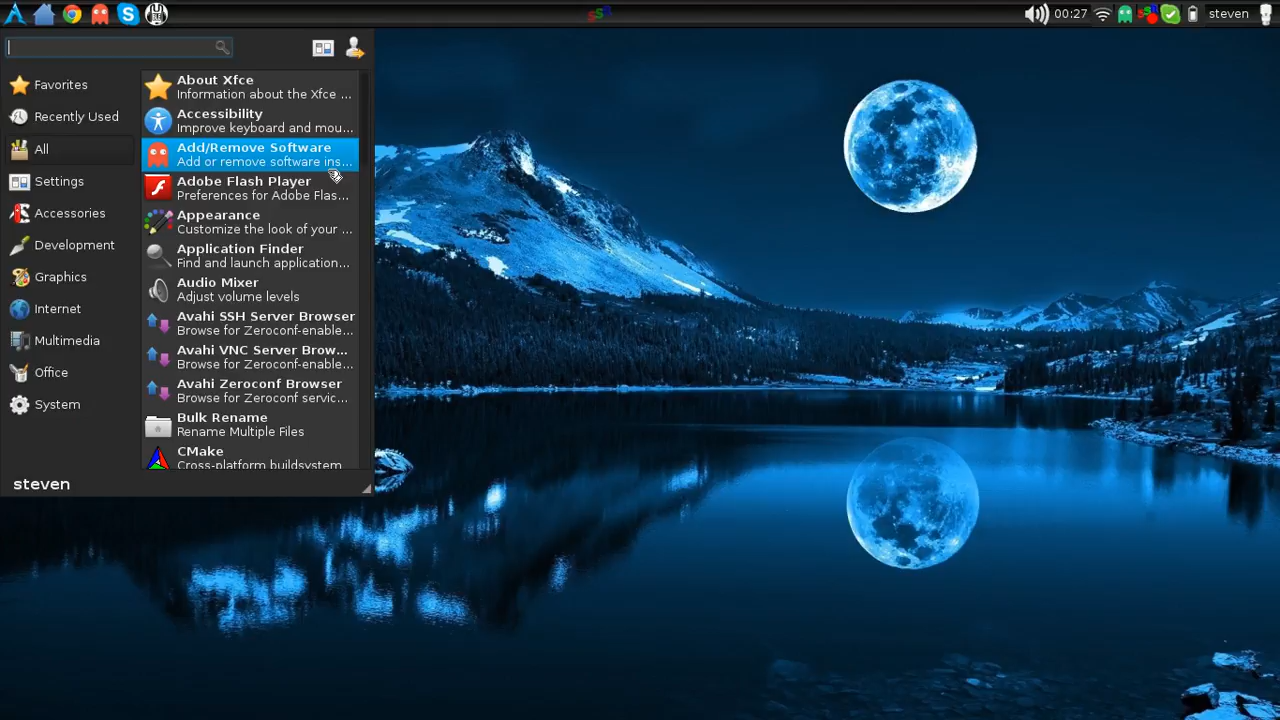 00:27
steven
Favorites
Recently Used
All
Settings
Accessories
Development
Graphics
Internet
Multimedia
Office
System
About Xfce
Information about the Xfce ...
Accessibility
Improve keyboard and mou...
Add/Remove Software
Add or remove software ins...
Adobe Flash Player
Preferences for Adobe Flas...
Appearance
Customize the look of your ...
Application Finder
Find and launch application...
Audio Mixer
Adjust volume levels
Avahi SSH Server Browser
Browse for Zeroconf-enable...
Avahi VNC Server Brow...
Browse for Zeroconf-enable...
Avahi Zeroconf Browser
Browse for Zeroconf servic...
Bulk Rename
Rename Multiple Files
CMake
Cross-platform buildsystem
steven